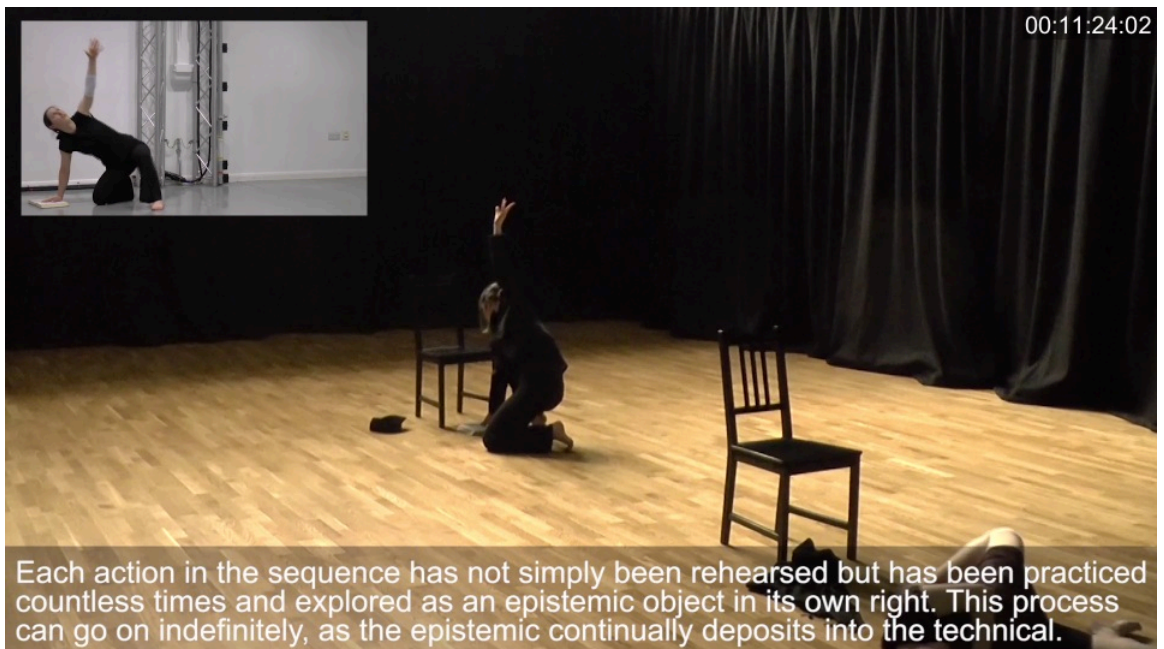 00:11:24:02
Each action in the sequence has not simply been rehearsed but has been practiced
countless times and explored as an epistemic object in its own right. This process
can go on indefinitely, as the epistemic continually deposits into the technical.